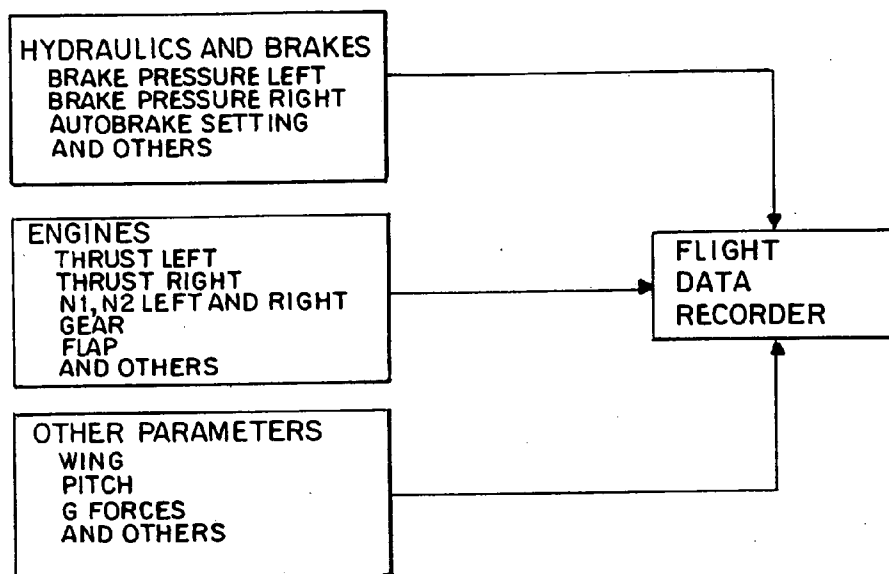 HYDRAULICS AND BRAKES
BRAKE PRESSURE LEFT
BRAKE PRESSURE RIGHT
AUTOBRAKE SETTING
AND OTHERS
ENGINES
THRUST LEFT
THRUST RIGHT
N1, N2 LEFT AND RIGHT
GEAR
FLAP
AND OTHERS
OTHER PARAMETERS
WING
PITCH
G FORCES
AND OTHERS
FLIGHT
DATA
RECORDER